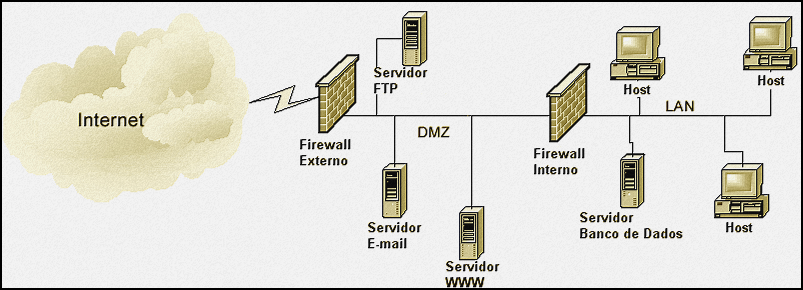 Internet
Firewall
Externo
Servidor
FTP
DMZ
Servidor
E-mail
Servidor
WWW
Firewall
Interno
Host
LAN
Host
Servidor
Banco de Dados
Host